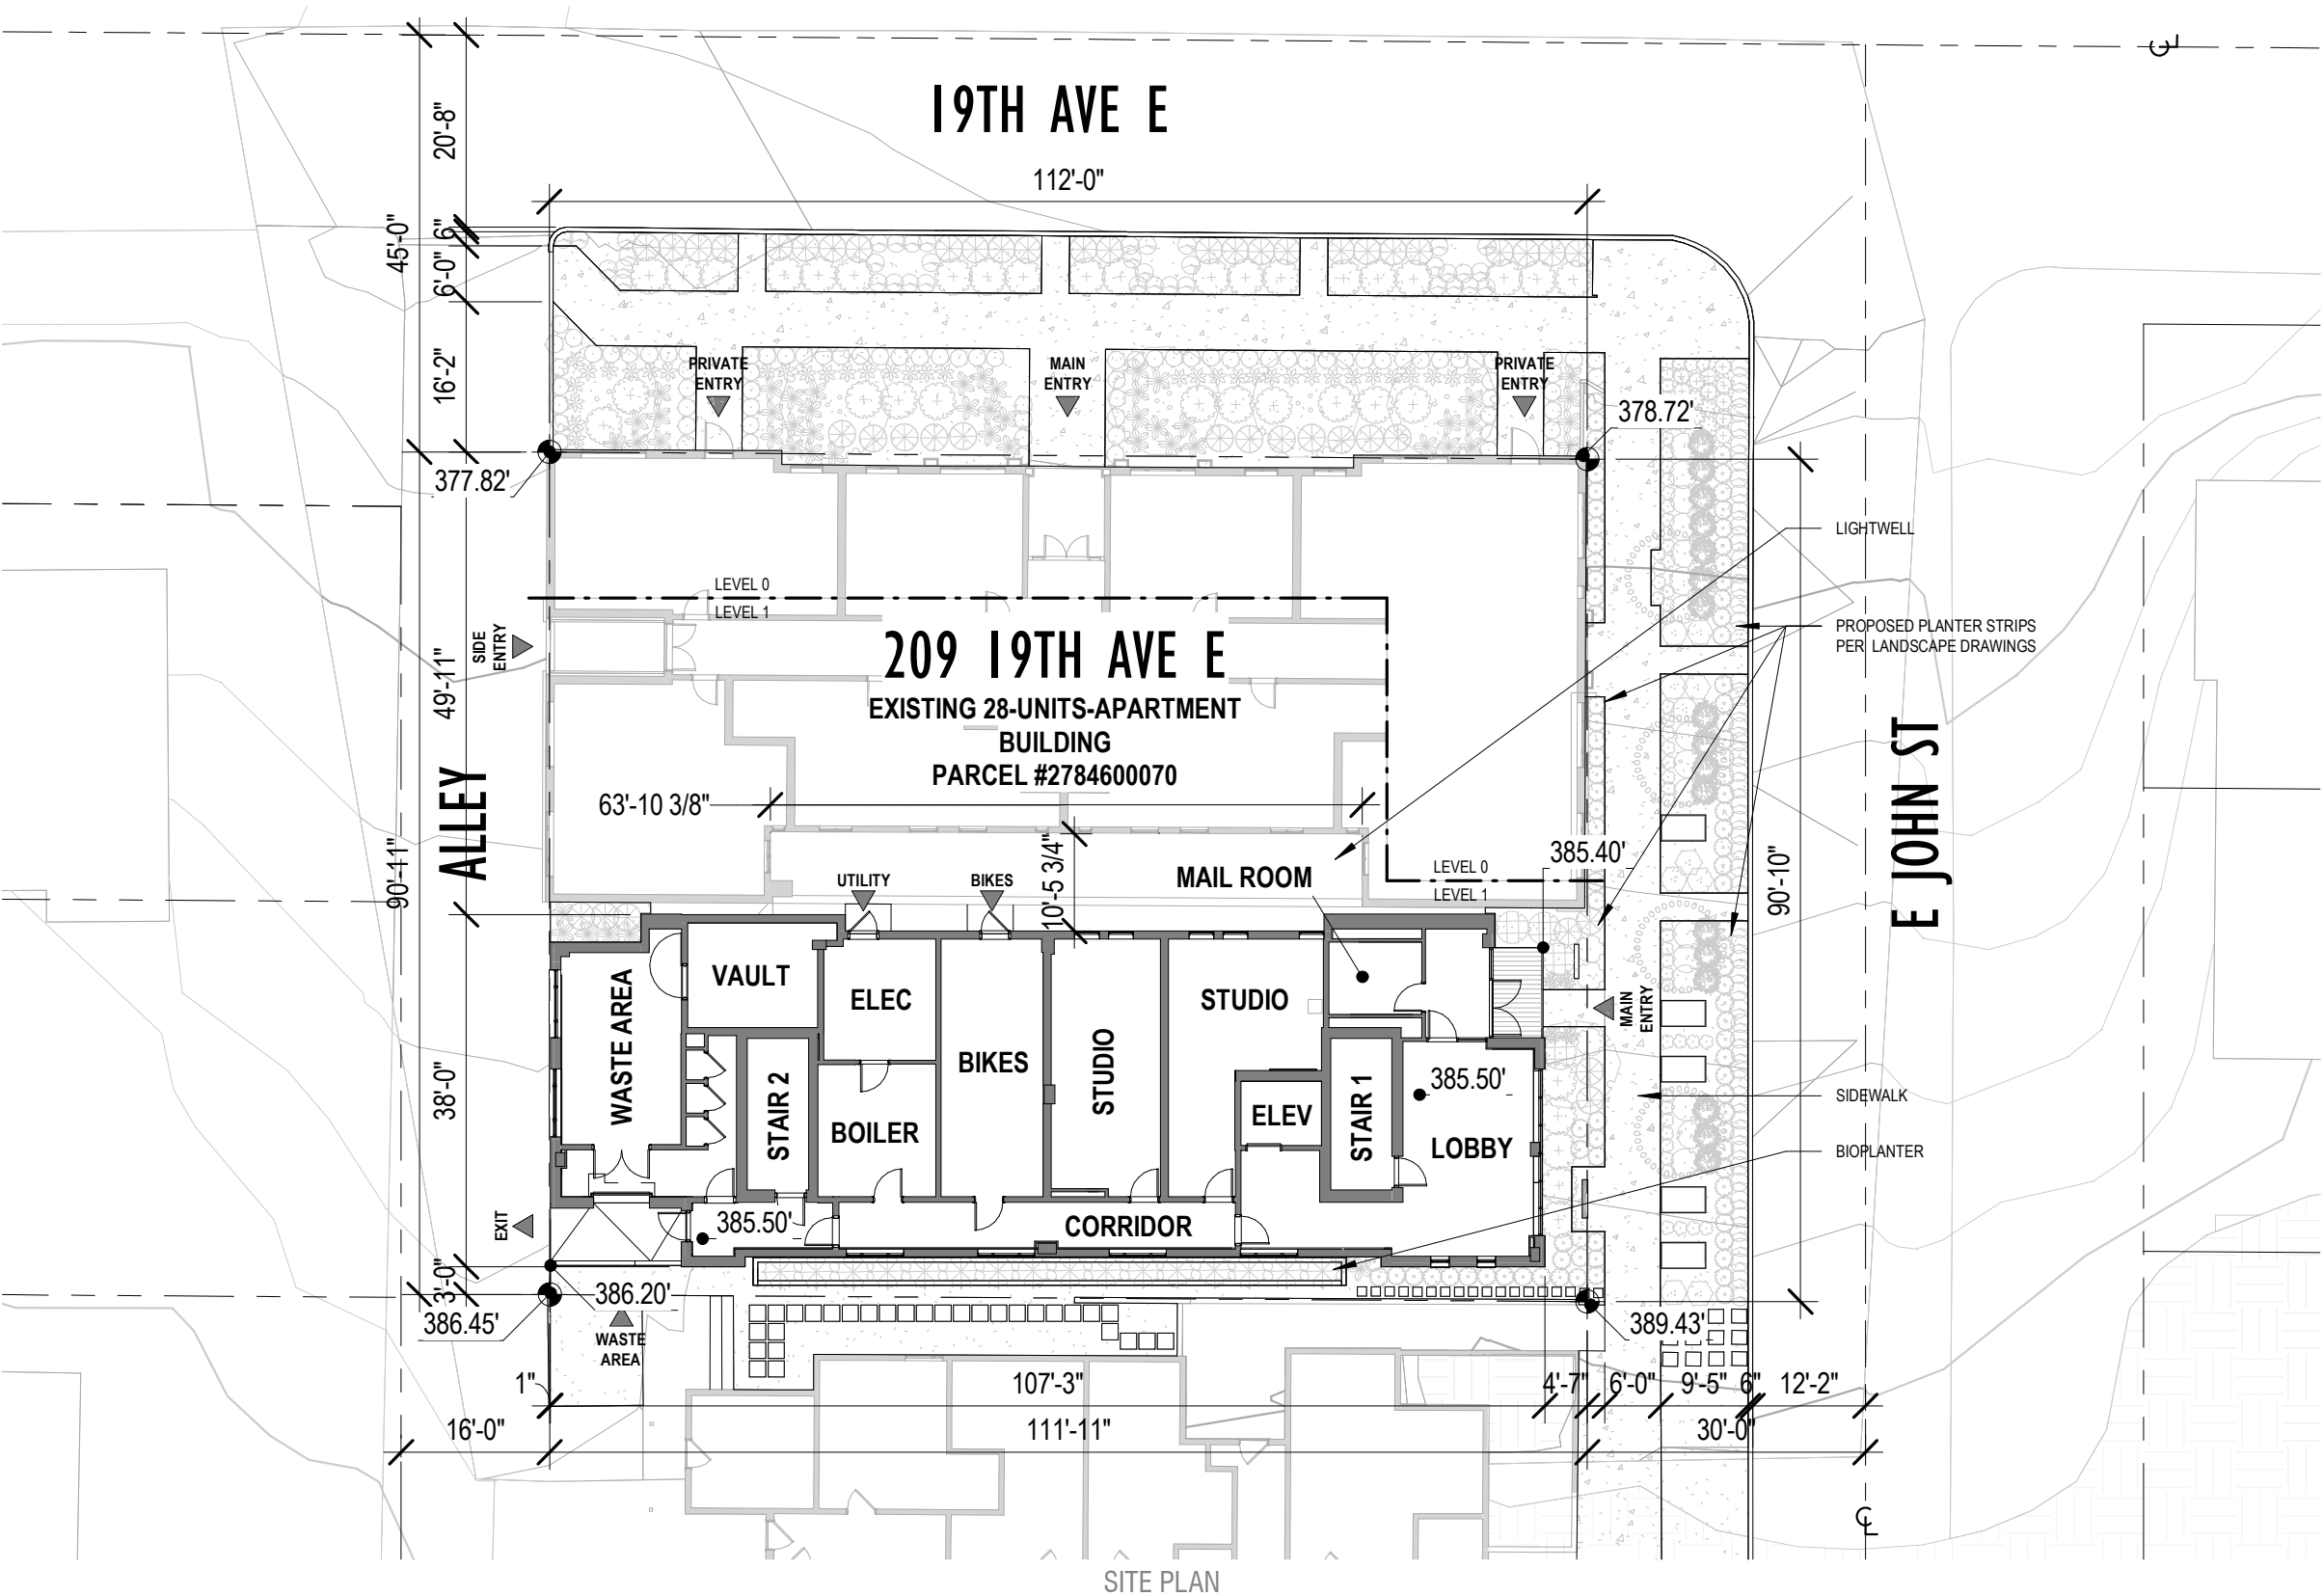 19TH AVE E
112'-0"
20'-8"
45'-0"
6"
6'-0"
16'-2"
PRIVATE
ENTRY
MAIN
ENTRY
PRIVATE
ENTRY
378.72'
377.82'
LIGHTWELL
LEVEL 0
LEVEL 1
PROPOSED PLANTER STRIPS
PER LANDSCAPE DRAWINGS
SIDE
ENTRY
209 19TH AVE E
EXISTING 28-UNITS-APARTMENT
BUILDING
PARCEL #2784600070
49'-11"
63'-10 3/8"
ALLEY
90'-11"
10'-5 3/4"
E JOHN ST
90'-10"
385.40'
LEVEL 0
LEVEL 1
MAIL ROOM
UTILITY
BIKES
WASTE AREA
VAULT
ELEC
BIKES
STUDIO
STUDIO
MAIN
ENTRY
38'-0"
STAIR 2
BOILER
ELEV
STAIR 1
385.50'
LOBBY
SIDEWALK
BIOPLANTER
EXIT
385.50'
CORRIDOR
3'-0"
386.20'
386.45'
389.43'
WASTE
AREA
1"
107'-3"
4'-7"
6'-0"
9'-5"
6"
12'-2"
16'-0"
111'-11"
30'-0"
SITE PLAN